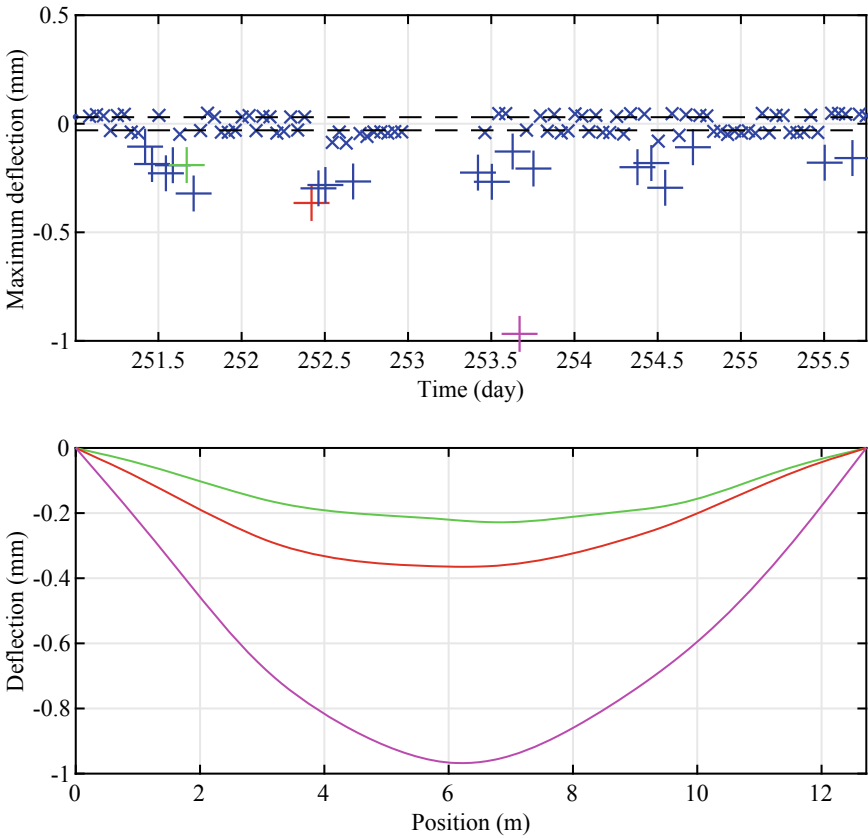 0.5
0
-0.5
-1
Maximum deflection (mm)
251.5 252 252.5 253 253.5 254 254.5 255 255.5
Time (day)
0
-0.2
-0.4
-0.6
-0.8
-1
Deflection (mm)
0 2 4 6 8 10 12
Position (m)